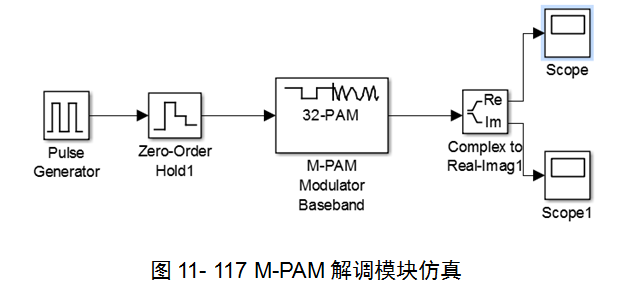 Re
Im
32-PAM
Scope
Pulse
Generator
Zero-Order
Hold1
M-PAM
Modulator
Baseband
Complex to
Real-Imag1
Scope1
图 11- 117 M-PAM 解调模块仿真